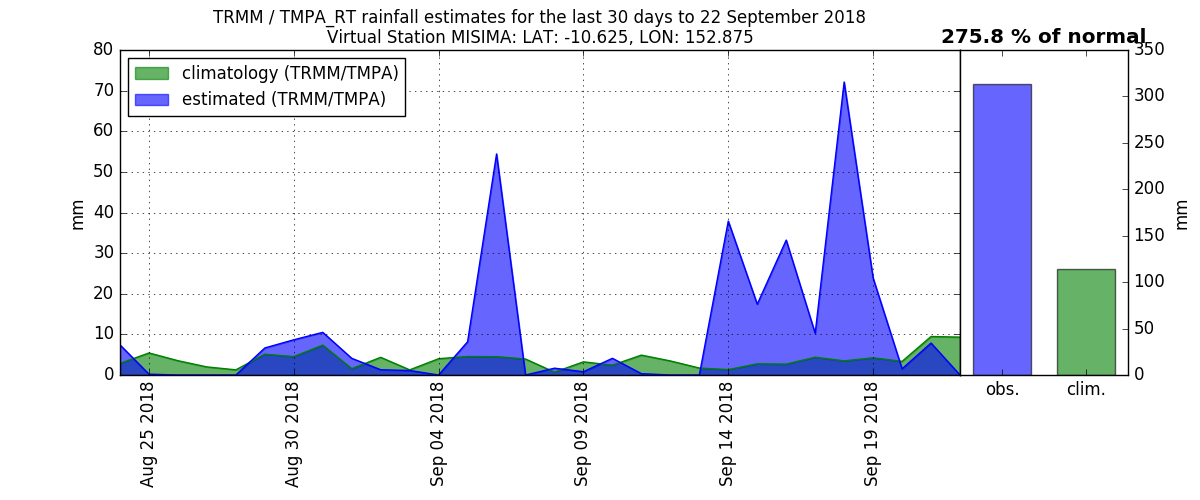 TRMM / TMPA_RT rainfall estimates for the last 30 days to 22 September 2018
Virtual Station MISIMA: LAT: -10.625, LON: 152.875
275.8 % of normal
climatology (TRMM/TMPA)
estimated (TRMM/TMPA)
80
70
60
50
40
30
20
10
0
mm
Aug 25 2018
Aug 30 2018
Sep 04 2018
Sep 09 2018
Sep 14 2018
Sep 19 2018
obs.
clim.
350
300
250
200
150
100
50
0
mm